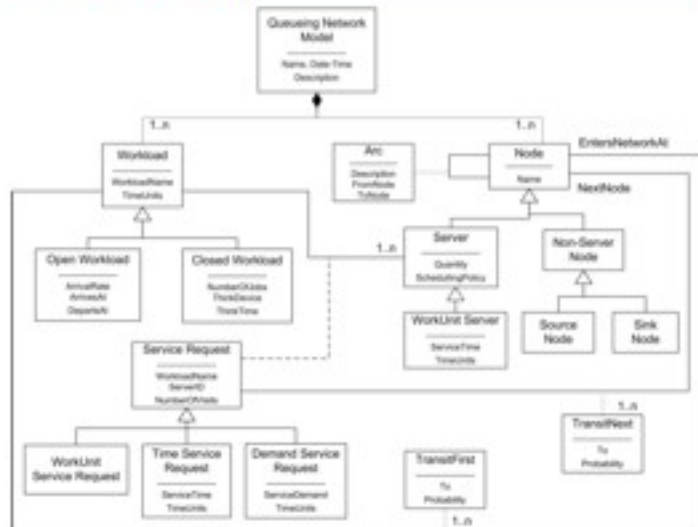 Queueing Network
Model
Name, Date-Time
Description
1..n
1..n
Workload
WorkloadName
TimeUnits
Arc
Description
FromNode
ToNode
Node
Name
EntersNetworkAt
NextNode
Open Workload
ArrivalRate
ArrivesAt
DepartsAt
Closed Workload
NumberOfJobs
ThinkDevice
ThinkTime
1..n
Server
Quantity
SchedulingPolicy
Non-Server
Node
WorkUnit Server
ServiceTime
TimeUnits
Source
Node
Sink
Node
Service Request
WorkloadName
ServerID
NumberOfVisits
1..n
WorkUnit
Service Request
Time Service
Request
ServiceTime
TimeUnits
Demand Service
Request
ServiceDemand
TimeUnits
TransitFirst
To
Probability
1..n
TransitNext
To
Probability